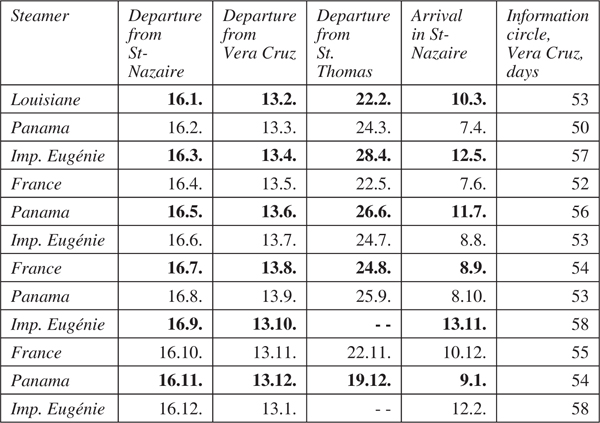 Steamer Departure from St-Nazaire Departure from Vera Cruz Departure from St. Thomas Arrival in St-Nazaire Information circle, Vera Cruz, days
Louisiane 16.1. 13.2. 22.2. 10.3. 53
Panama 16.2. 13.3. 24.3. 7.4. 50
Imp. Eugénie 16.3. 13.4. 28.4. 12.5. 57
France 16.4. 13.5. 22.5. 7.6. 52
Panama 16.5. 13.6. 26.6. 11.7. 56
Imp. Eugénie 16.6. 13.7. 24.7. 8.8. 53
France 16.7. 13.8. 24.8. 8.9. 54
Panama 16.8. 13.9. 25.9. 8.10. 53
Imp. Eugénie 16.9. 13.10. - - 13.11. 58
France 16.10. 13.11. 22.11. 10.12. 55
Panama 16.11. 13.12. 19.12. 9.1. 54
Imp. Eugénie 16.12. 13.1. - - 12.2. 58